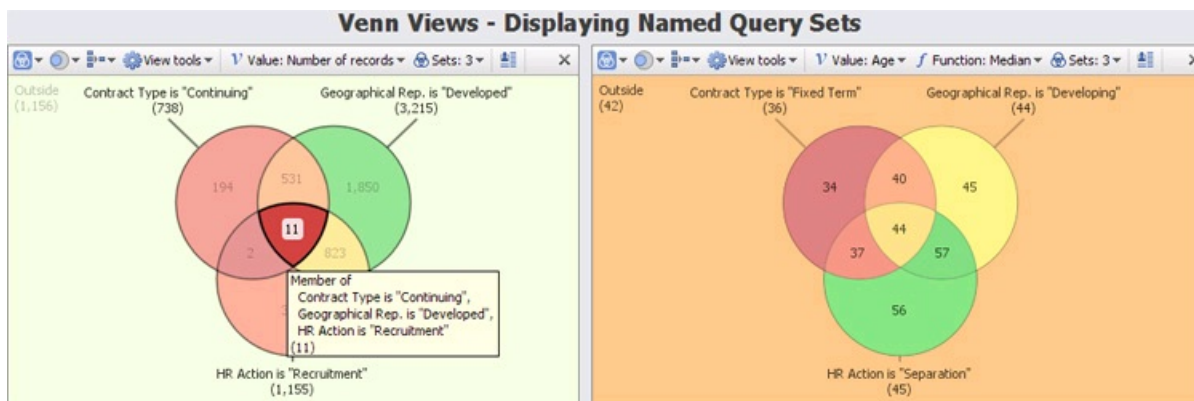 Venn Views - Displaying Named Query Sets
View tools
Value: Number of records
Sets: 3
Outside
(1,156)
Contract Type is "Continuing"
(738)
Geographical Rep. is "Developed"
(3,215)
194
531
1,850
11
2
823
Member of
Contract Type is "Continuing",
Geographical Rep. is "Developed",
HR Action is "Recruitment"
(11)
HR Action is "Recruitment"
(1,155)
View tools
Value: Age
Function: Median
Sets: 3
Outside
(42)
Contract Type is "Fixed Term"
(36)
Geographical Rep. is "Developing"
(44)
34
40
45
44
37
57
56
HR Action is "Separation"
(45)